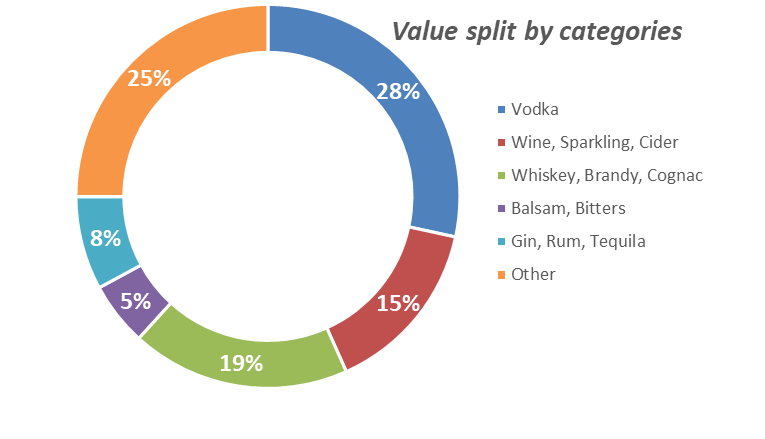 Value split by categories
28%
15%
19%
5%
8%
25%
Vodka
Wine, Sparkling, Cider
Whiskey, Brandy, Cognac
Balsam, Bitters
Gin, Rum, Tequila
Other